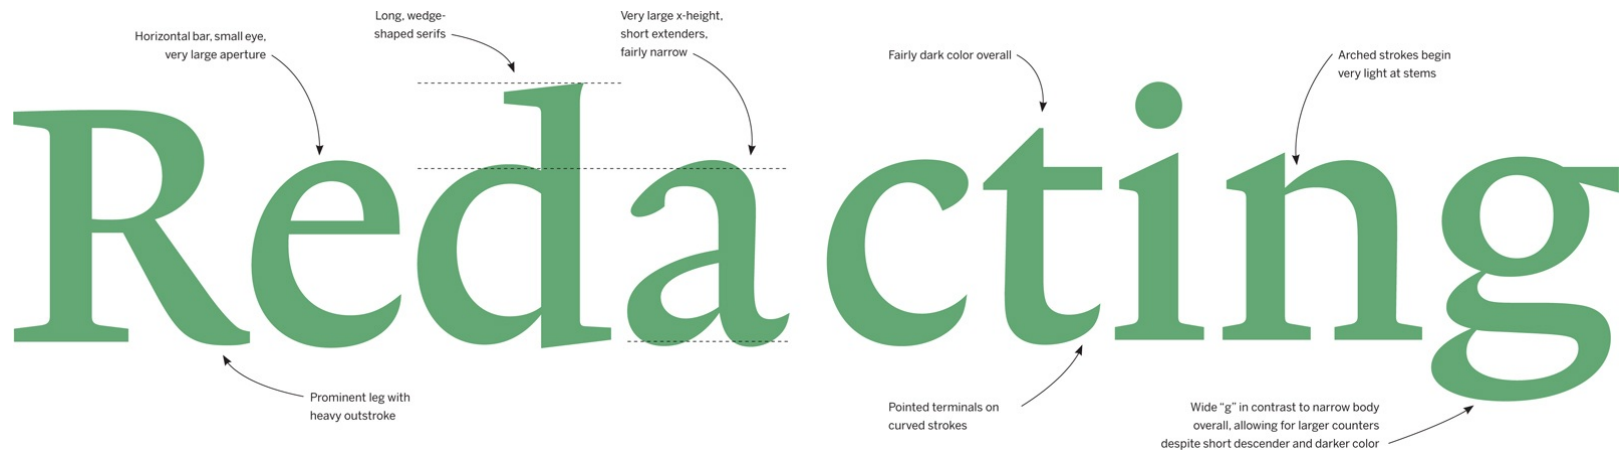 Long, wedge-
shaped serifs
Very large x-height,
short extenders,
fairly narrow
Horizontal bar, small eye,
very large aperture
Fairly dark color overall
Arched strokes begin
very light at stems
Redacting
Prominent leg with
heavy outstroke
Pointed terminals on
curved strokes
Wide “g” in contrast to narrow body
overall, allowing for larger counters
despite short descender and darker color